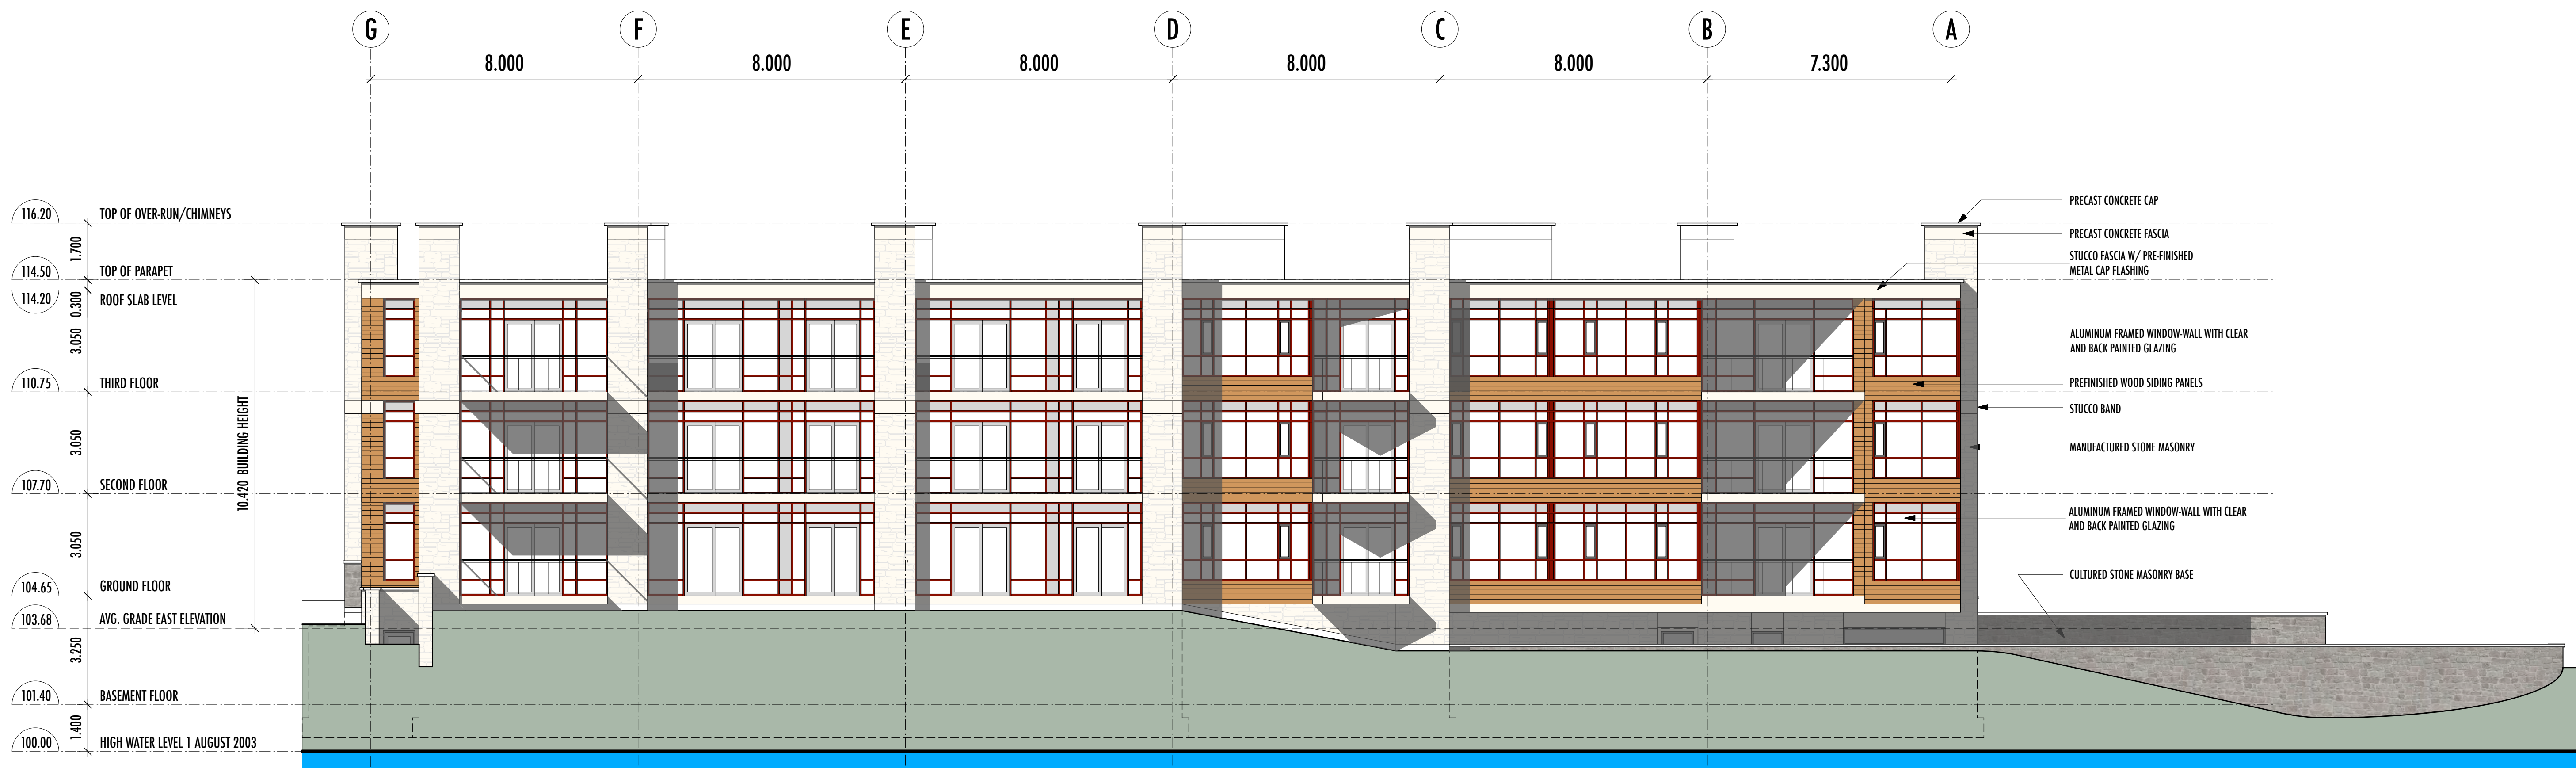 G F E D C B A
8.000 8.000 8.000 8.000 8.000 7.300
116.20 TOP OF OVER-RUN/CHIMNEYS
1.700
114.50 TOP OF PARAPET
114.20 ROOF SLAB LEVEL
0.300
3.050
110.75 THIRD FLOOR
3.050
10.420 BUILDING HEIGHT
107.70 SECOND FLOOR
3.050
104.65 GROUND FLOOR
103.68 AVG. GRADE EAST ELEVATION
3.250
101.40 BASEMENT FLOOR
1.400
100.00 HIGH WATER LEVEL 1 AUGUST 2003
PRECAST CONCRETE CAP
PRECAST CONCRETE FASCIA
STUCCO FASCIA W/ PRE-FINISHED
METAL CAP FLASHING
ALUMINUM FRAMED WINDOW-WALL WITH CLEAR
AND BACK PAINTED GLAZING
PREFINISHED WOOD SIDING PANELS
STUCCO BAND
MANUFACTURED STONE MASONRY
ALUMINUM FRAMED WINDOW-WALL WITH CLEAR
AND BACK PAINTED GLAZING
CULTURED STONE MASONRY BASE